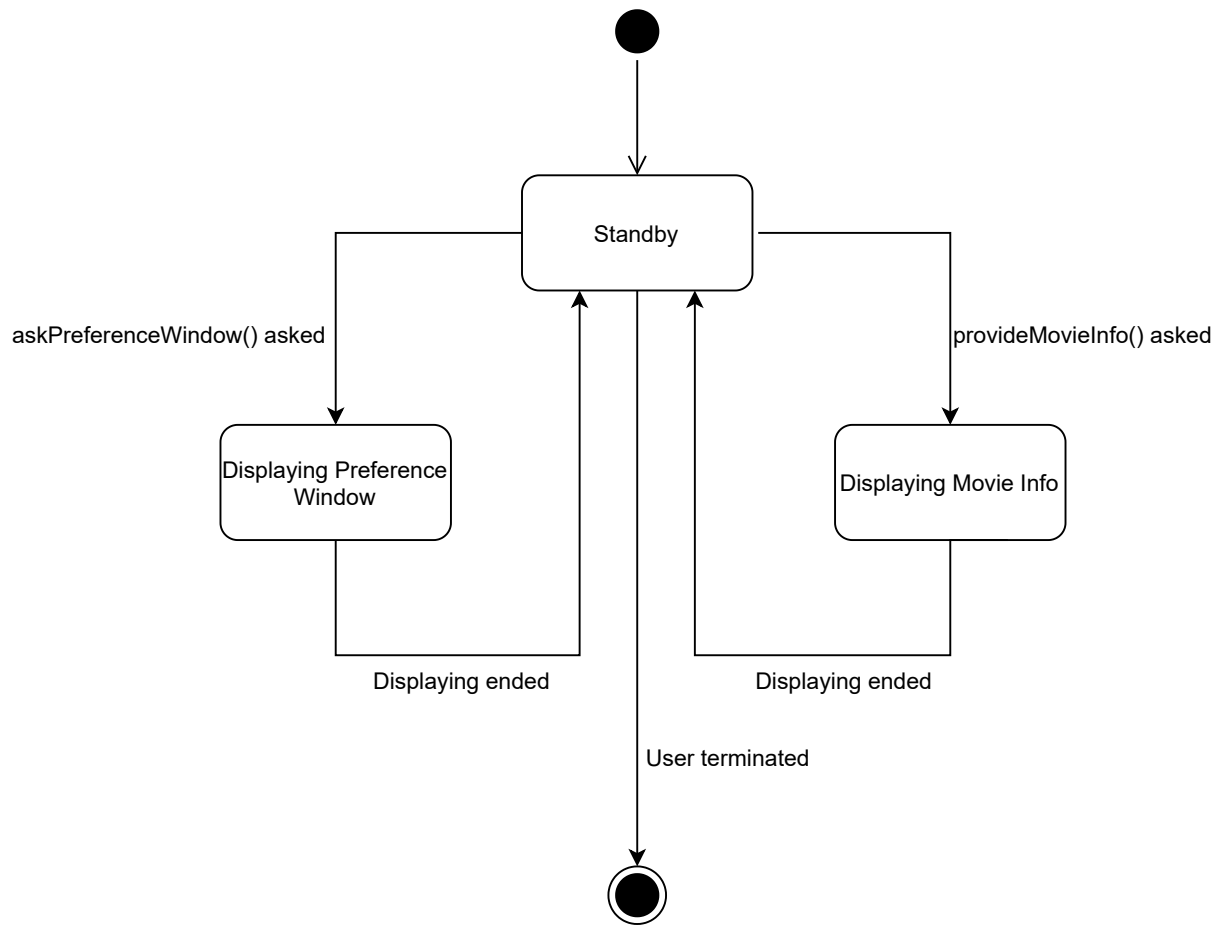 Standby
askPreferenceWindow() asked
provideMovieInfo() asked
Displaying Preference
Window
Displaying Movie Info
Displaying ended
Displaying ended
User terminated